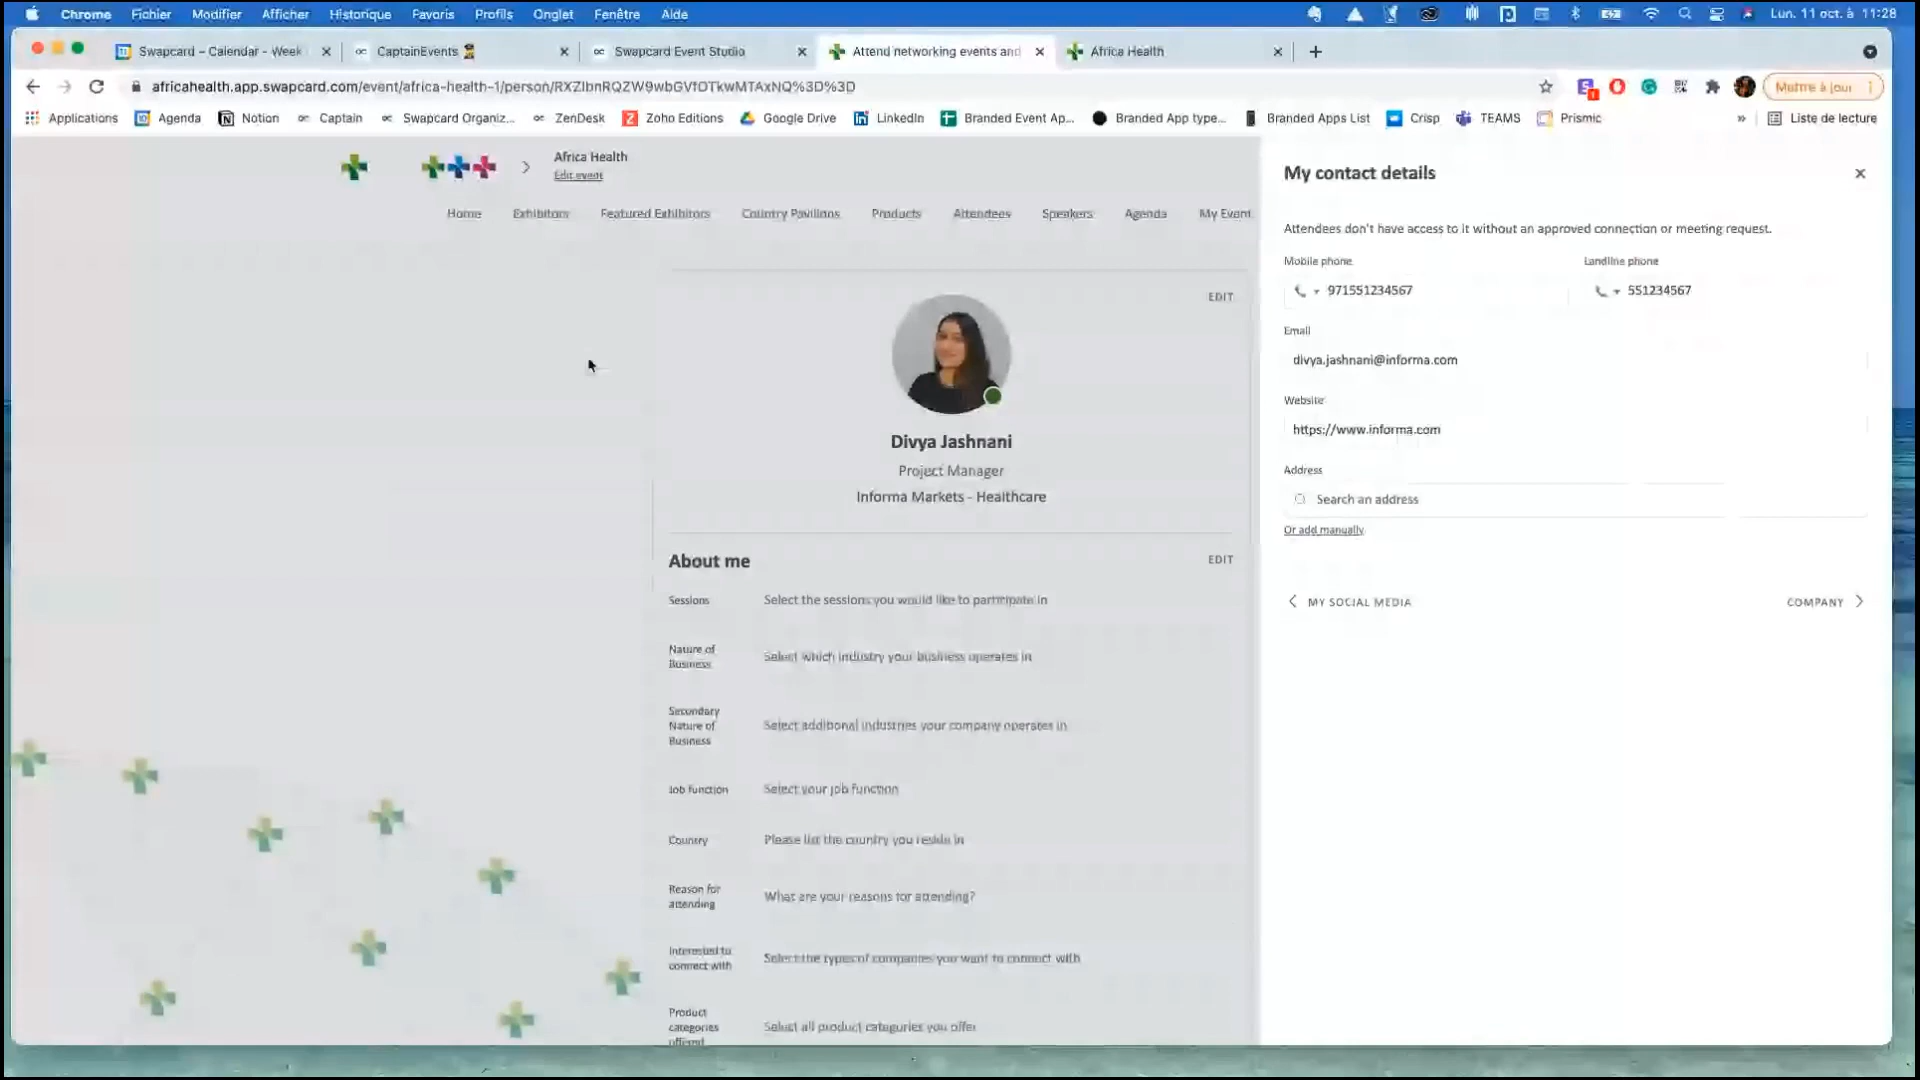 Chrome Fichier Modifier Afficher Historique Favoris Profils Onglet Fenêtre Aide Lun. 11 oct. à 11:28
Swapcard – Calendar - Week CaptainEvents Swapcard Event Studio Attend networking events and Africa Health
africahealth.app.swapcard.com/event/africa-health-1/person/RXZlbnRQZW9wbGVfOTkwMTAxNQ%3D%3D Mettre à jour
Applications Agenda Notion Captain Swapcard Organiz... ZenDesk Zoho Editions Google Drive LinkedIn Branded Event Ap... Branded App type... Branded Apps List Crisp TEAMS Prismic » Liste de lecture
Africa Health
Edit event
Home Exhibitors Featured Exhibitors Country Pavilions Products Attendees Speakers Agenda My Event
EDIT
Divya Jashnani
Project Manager
Informa Markets - Healthcare
About me EDIT
Sessions Select the sessions you would like to participate in
Nature of Business Select which industry your business operates in
Secondary Nature of Business Select additional industries your company operates in
Job function Select your job function
Country Please list the country you reside in
Reason for attending What are your reasons for attending?
Interested to connect with Select the types of companies you want to connect with
Product categories offered Select all product categories you offer
My contact details
Attendees don't have access to it without an approved connection or meeting request.
Mobile phone Landline phone
971551234567 551234567
Email
divya.jashnani@informa.com
Website
https://www.informa.com
Address
Search an address
Or add manually
MY SOCIAL MEDIA COMPANY